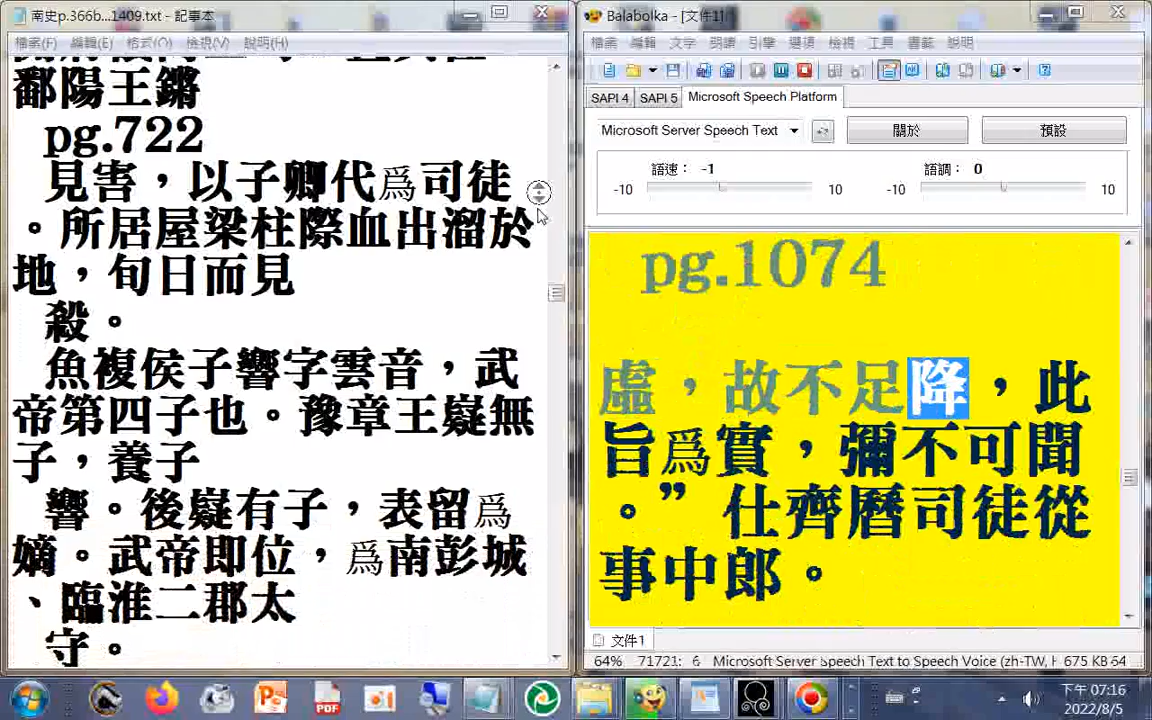 南史p.366b...1409.txt - 記事本
檔案(F) 編輯(E) 格式(O) 檢視(V) 說明(H)
鄱陽王鏘
pg.722
見害，以子卿代爲司徒
。所居屋梁柱際血出溜於
地，旬日而見
殺。
魚複侯子響字雲音，武
帝第四子也。豫章王嶷無
子，養子
響。後嶷有子，表留爲
嫡。武帝即位，爲南彭城
、臨淮二郡太
守。
Balabolka - [文件1]
檔案 編輯 文字 朗讀 引擎 選項 檢視 工具 書籤 說明
SAPI 4 SAPI 5 Microsoft Speech Platform
Microsoft Server Speech Text 關於 預設
語速： -1 語調： 0
-10 10 -10 10
pg.1074
虛，故不足降，此
旨爲實，彌不可聞
。” 仕齊曆司徒從
事中郎。
文件1
64% 71721: 6 Microsoft Server Speech Text to Speech Voice (zh-TW, H 675 KB 64
PDF
下午 07:16
2022/8/5